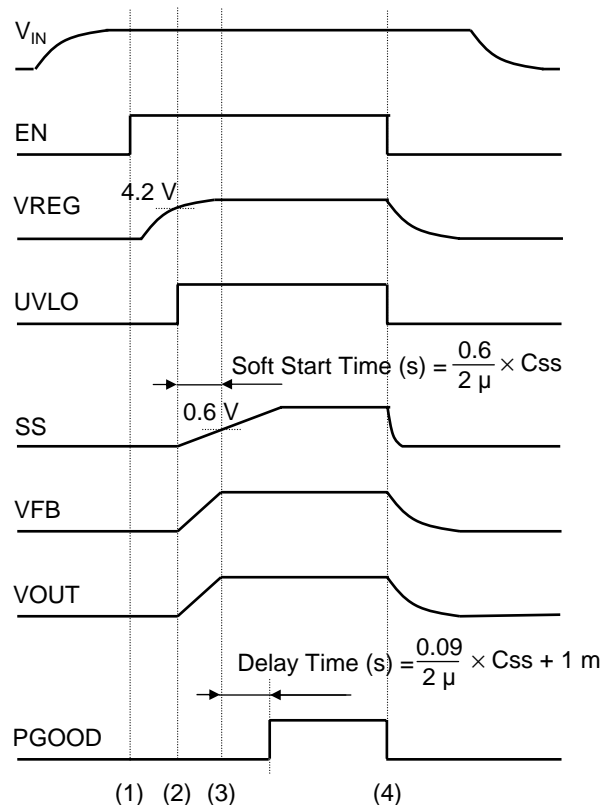 VIN
EN
4.2 V
VREG
UVLO
Soft Start Time (s) = 0.6 / 2 µ × Css
0.6 V
SS
VFB
VOUT
Delay Time (s) = 0.09 / 2 µ × Css + 1 m
PGOOD
(1) (2) (3) (4)